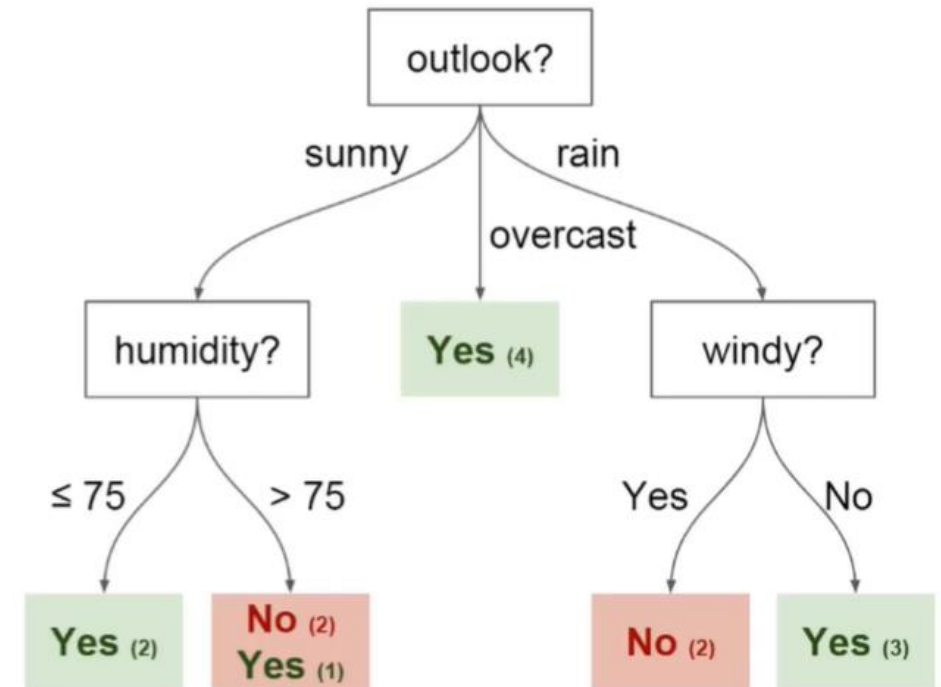 outlook?
sunny
rain
overcast
humidity?
Yes (4)
windy?
≤ 75
> 75
Yes
No
Yes (2)
No (2)
Yes (1)
No (2)
Yes (3)